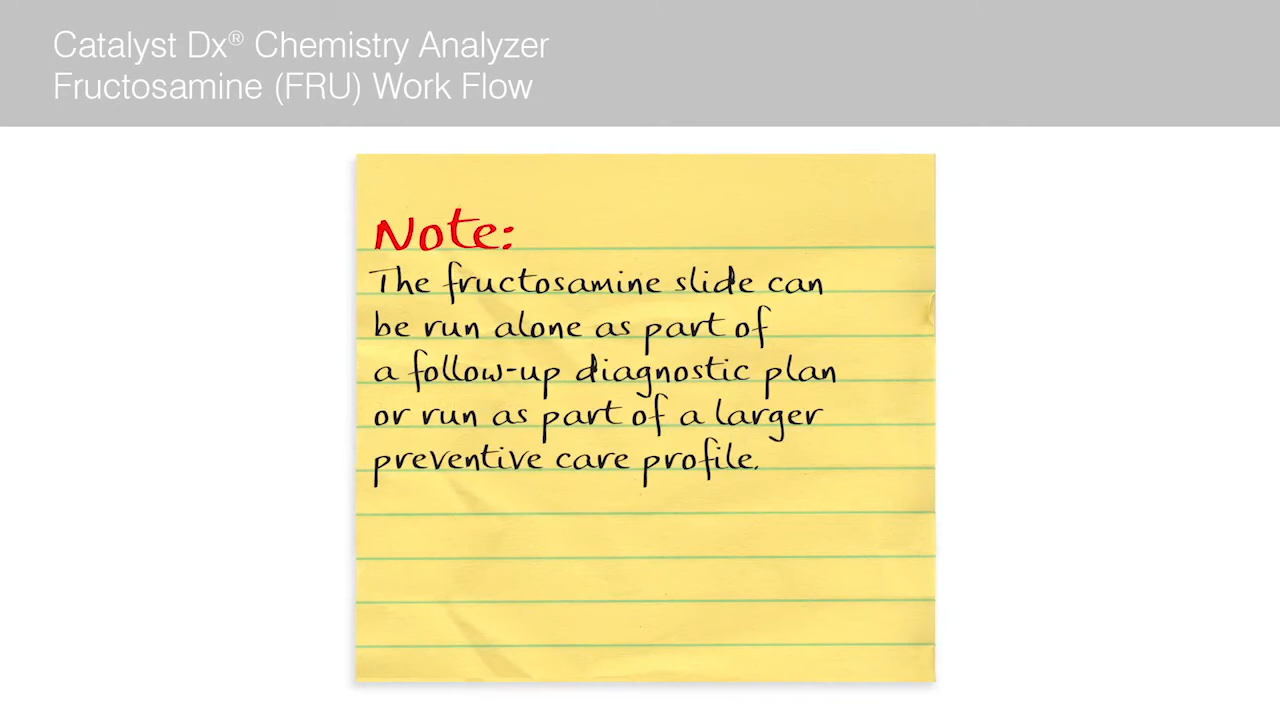 Catalyst Dx® Chemistry Analyzer
Fructosamine (FRU) Work Flow
Note:
The fructosamine slide can
be run alone as part of
a follow-up diagnostic plan
or run as part of a larger
preventive care profile.